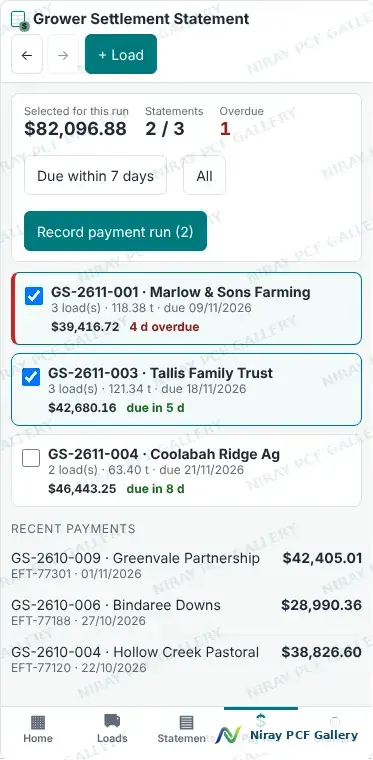 Grower Settlement Statement
← → + Load
Selected for this run Statements Overdue
$82,096.88 2 / 3 1
Due within 7 days All
Record payment run (2)
GS-2611-001 · Marlow & Sons Farming
3 load(s) · 118.38 t · due 09/11/2026
$39,416.72 4 d overdue
GS-2611-003 · Tallis Family Trust
3 load(s) · 121.34 t · due 18/11/2026
$42,680.16 due in 5 d
GS-2611-004 · Coolabah Ridge Ag
2 load(s) · 63.40 t · due 21/11/2026
$46,443.25 due in 8 d
RECENT PAYMENTS
GS-2610-009 · Greenvale Partnership $42,405.01
EFT-77301 · 01/11/2026
GS-2610-006 · Bindaree Downs $28,990.36
EFT-77188 · 27/10/2026
GS-2610-004 · Hollow Creek Pastoral $38,826.60
EFT-77120 · 22/10/2026
Home Loads Statemen
Niray PCF Gallery
NIRAY PCF GALLERY